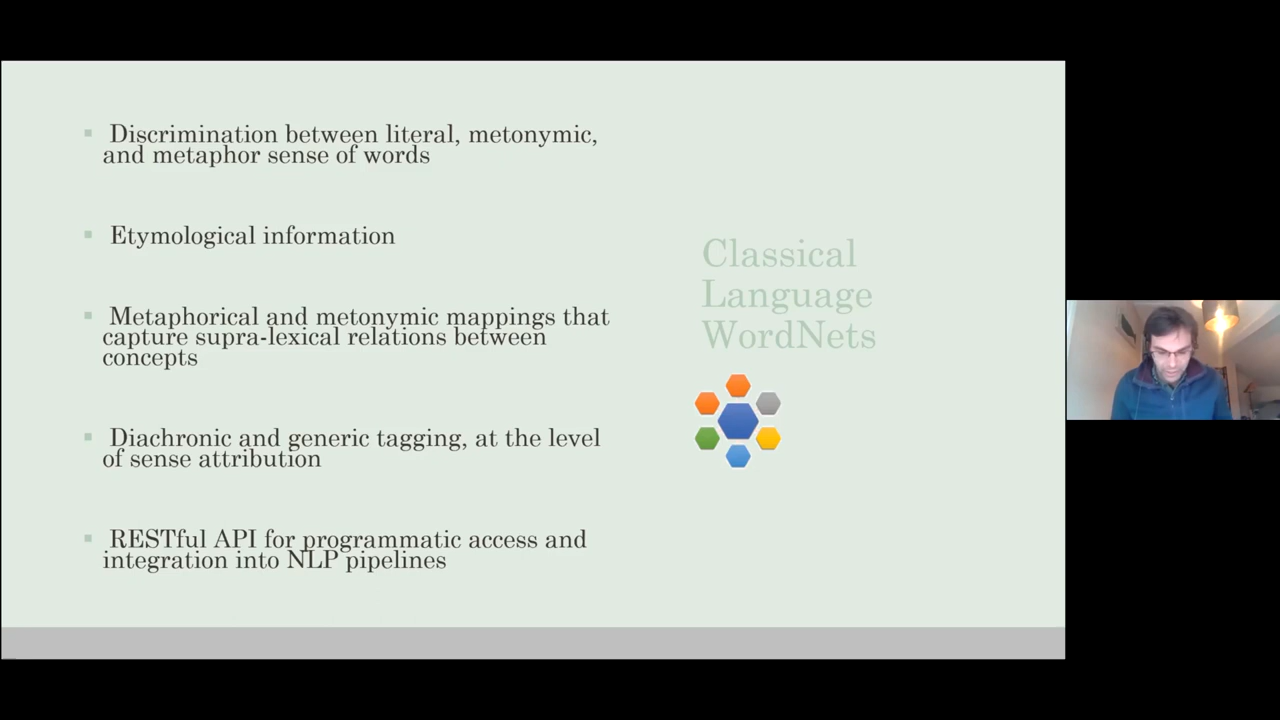 Discrimination between literal, metonymic,
and metaphor sense of words
Etymological information
Metaphorical and metonymic mappings that
capture supra-lexical relations between
concepts
Diachronic and generic tagging, at the level
of sense attribution
RESTful API for programmatic access and
integration into NLP pipelines
Classical
Language
WordNets